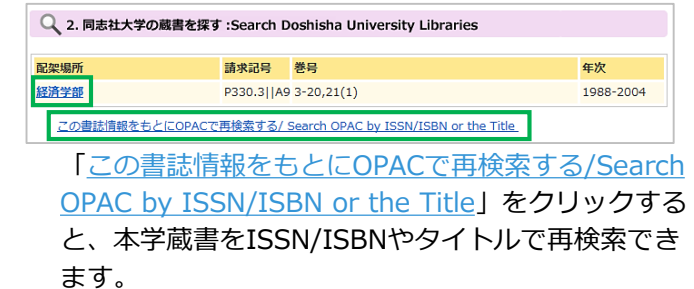 2. 同志社大学の蔵書を探す :Search Doshisha University Libraries
配架場所 請求記号 巻号 年次
経済学部 P330.3||A9 3-20,21(1) 1988-2004
この書誌情報をもとにOPACで再検索する/ Search OPAC by ISSN/ISBN or the Title
「この書誌情報をもとにOPACで再検索する/Search
OPAC by ISSN/ISBN or the Title」をクリックする
と、本学蔵書をISSN/ISBNやタイトルで再検索でき
ます。